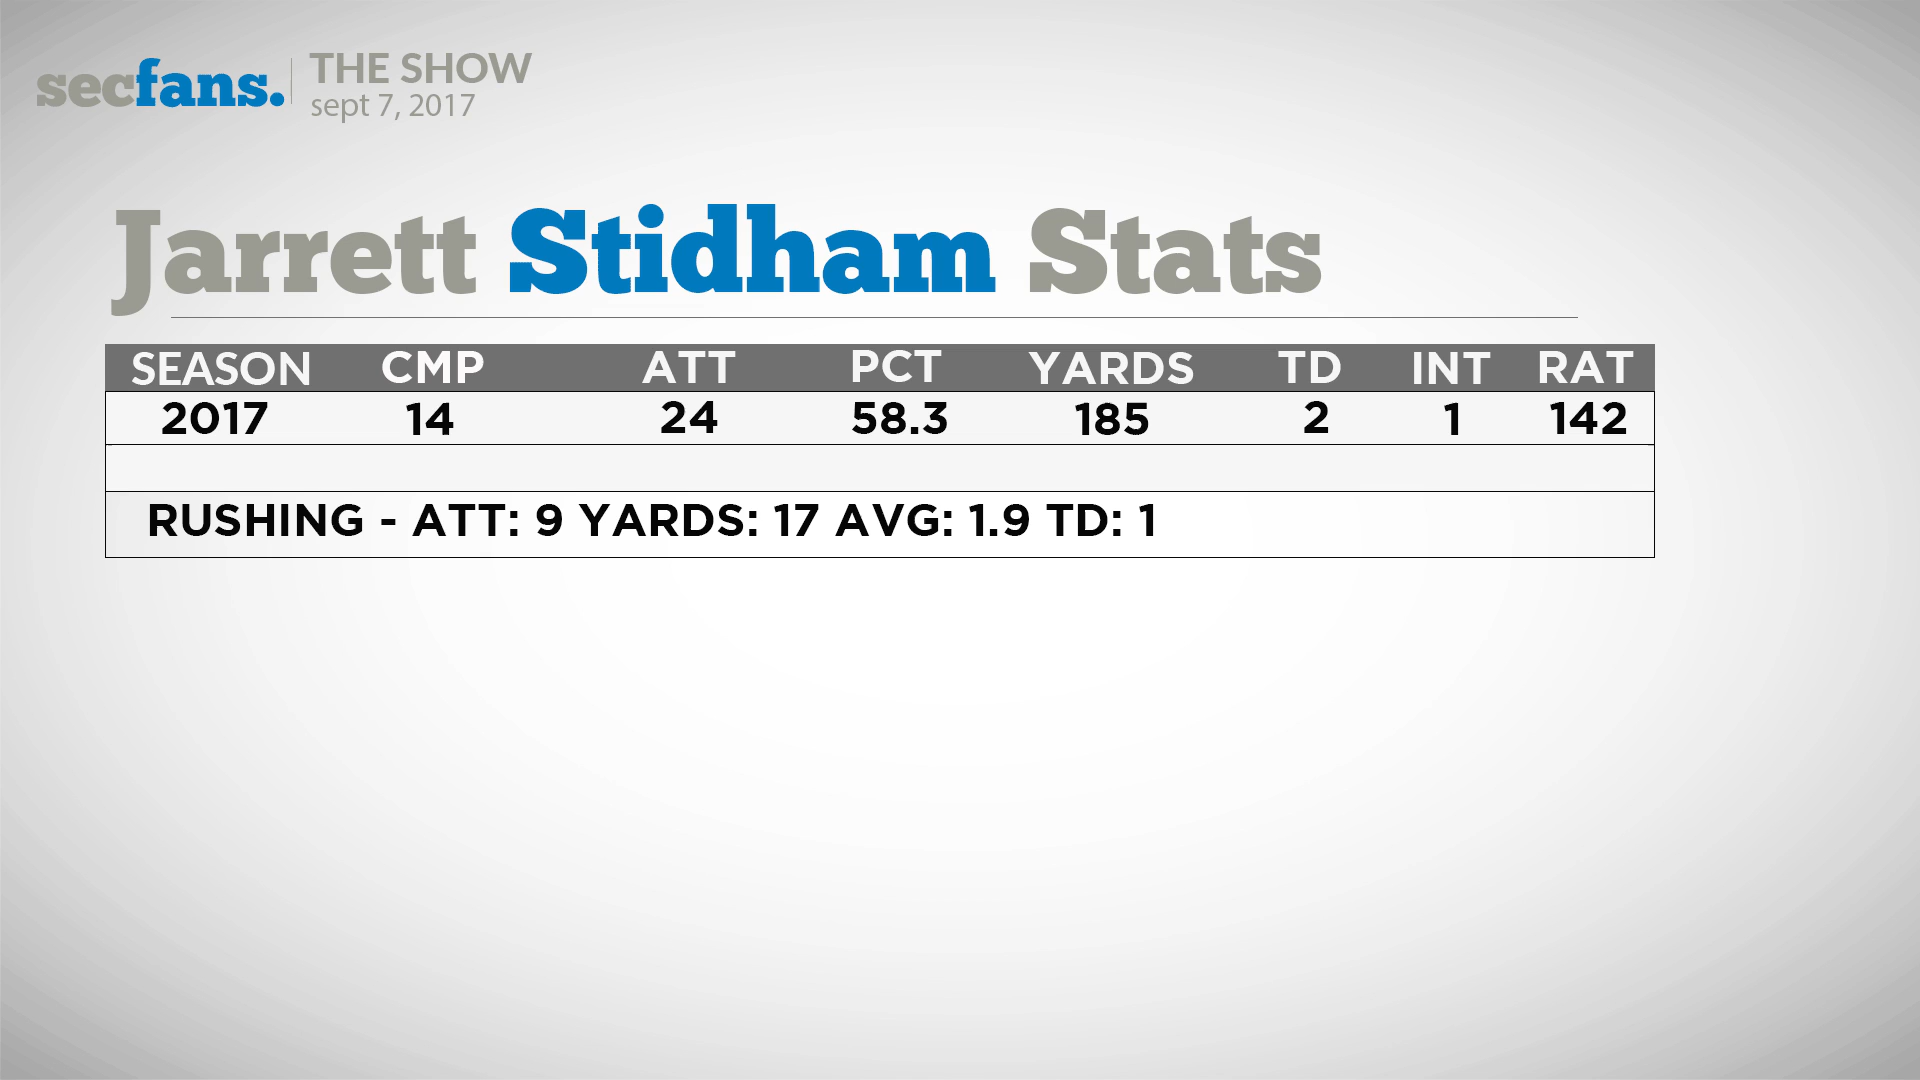 secfans. THE SHOW
sept 7, 2017
Jarrett Stidham Stats
SEASON CMP ATT PCT YARDS TD INT RAT
2017 14 24 58.3 185 2 1 142
RUSHING - ATT: 9 YARDS: 17 AVG: 1.9 TD: 1